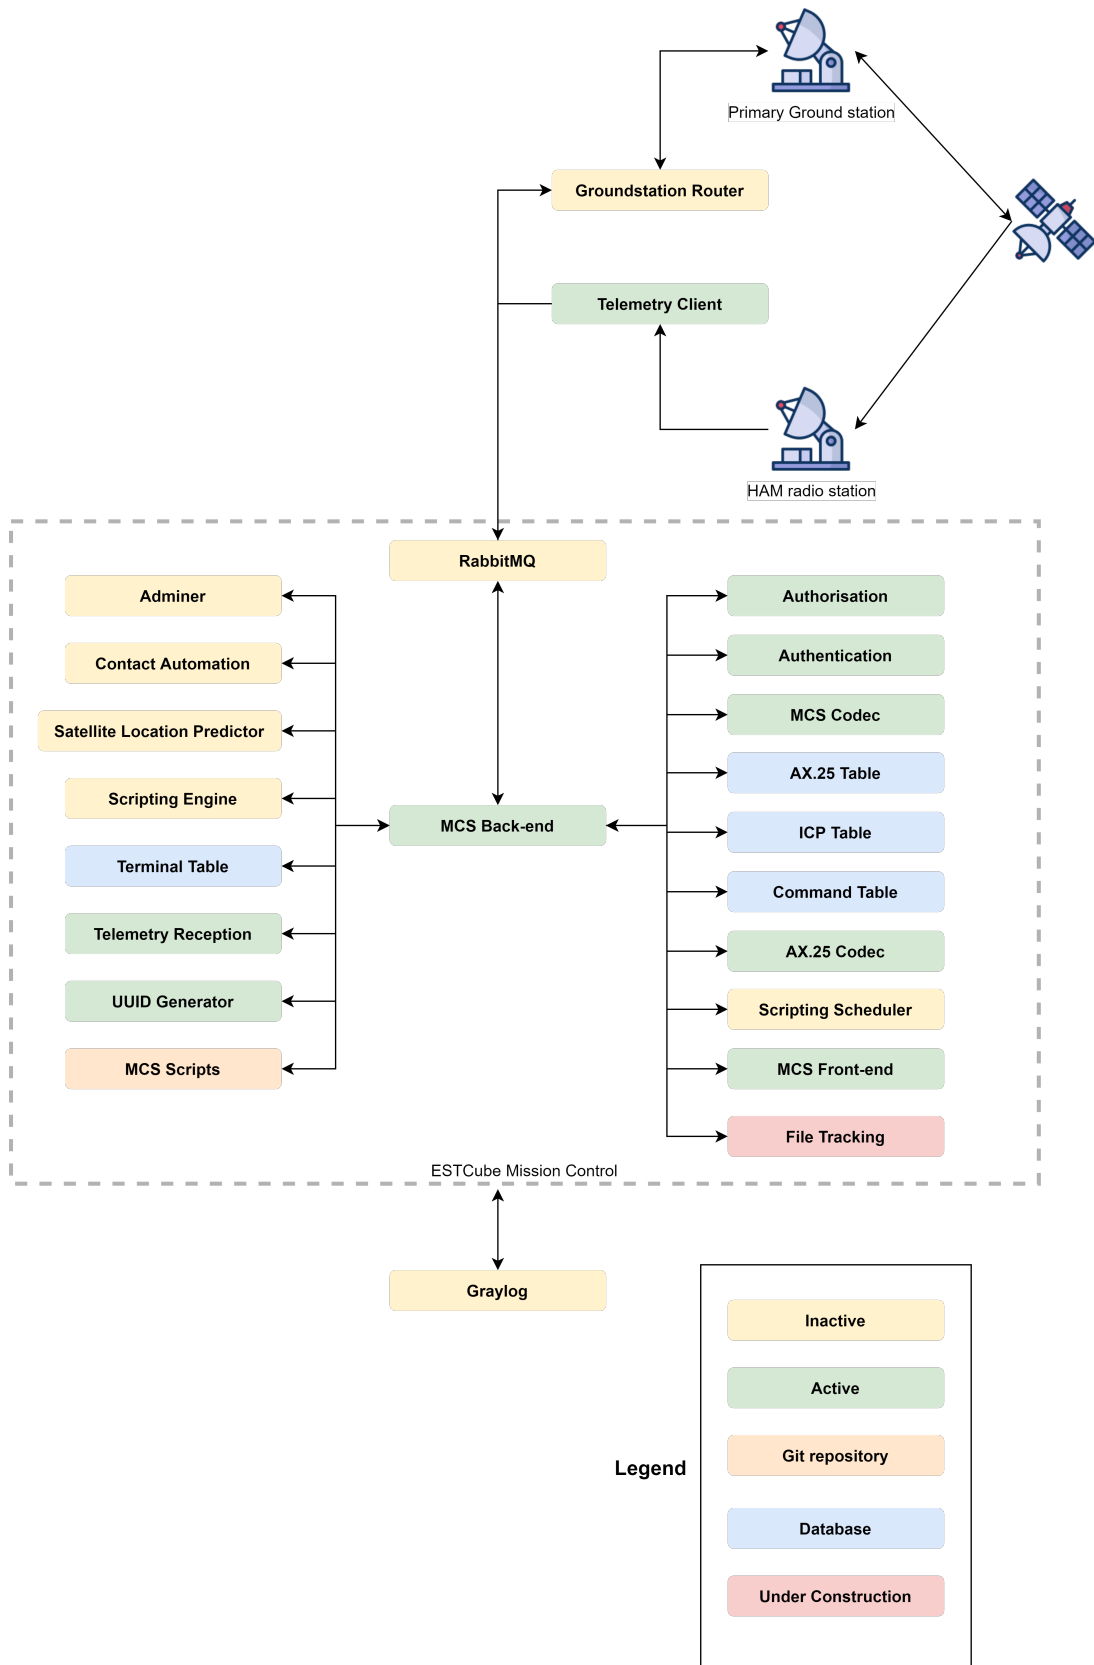 Primary Ground station
Groundstation Router
Telemetry Client
HAM radio station
RabbitMQ
Adminer
Contact Automation
Satellite Location Predictor
Scripting Engine
Terminal Table
Telemetry Reception
UUID Generator
MCS Scripts
MCS Back-end
Authorisation
Authentication
MCS Codec
AX.25 Table
ICP Table
Command Table
AX.25 Codec
Scripting Scheduler
MCS Front-end
File Tracking
ESTCube Mission Control
Graylog
Legend
Inactive
Active
Git repository
Database
Under Construction